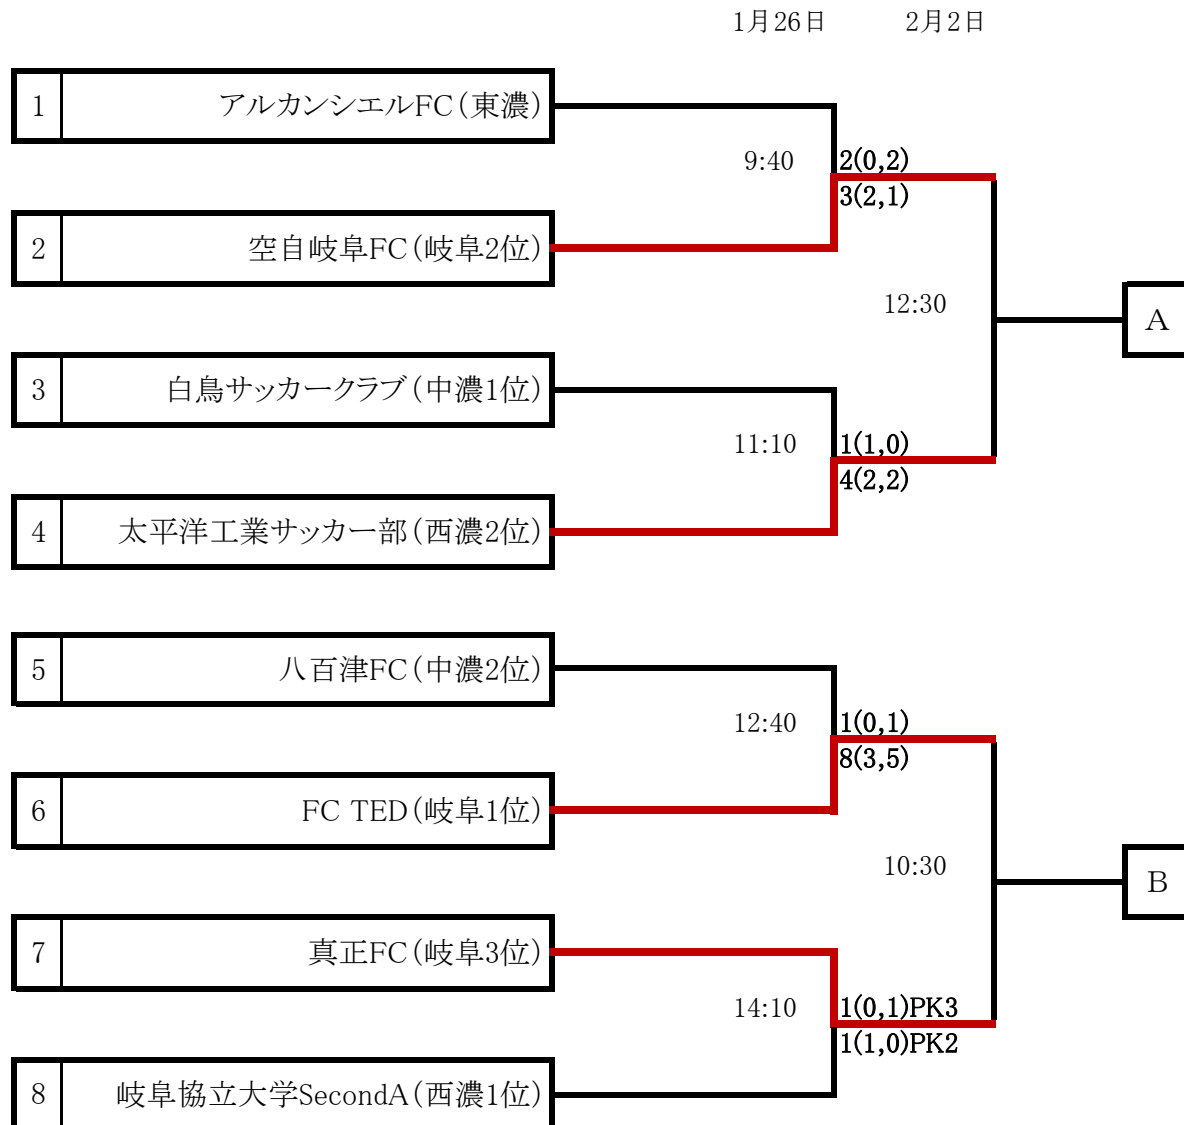 1月26日 2月2日
1 アルカンシエルFC(東濃)
9:40 2(0,2)
3(2,1)
2 空自岐阜FC(岐阜2位)
12:30
A
3 白鳥サッカークラブ(中濃1位)
11:10 1(1,0)
4(2,2)
4 太平洋工業サッカー部(西濃2位)
5 八百津FC(中濃2位)
12:40 1(0,1)
8(3,5)
6 FC TED(岐阜1位)
10:30
B
7 真正FC(岐阜3位)
14:10 1(0,1)PK3
1(1,0)PK2
8 岐阜協立大学SecondA(西濃1位)